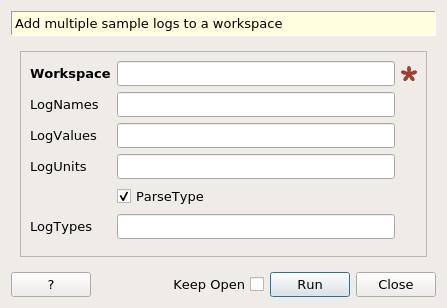 Add multiple sample logs to a workspace
Workspace
LogNames
LogValues
LogUnits
ParseType
LogTypes
? Keep Open Run Close